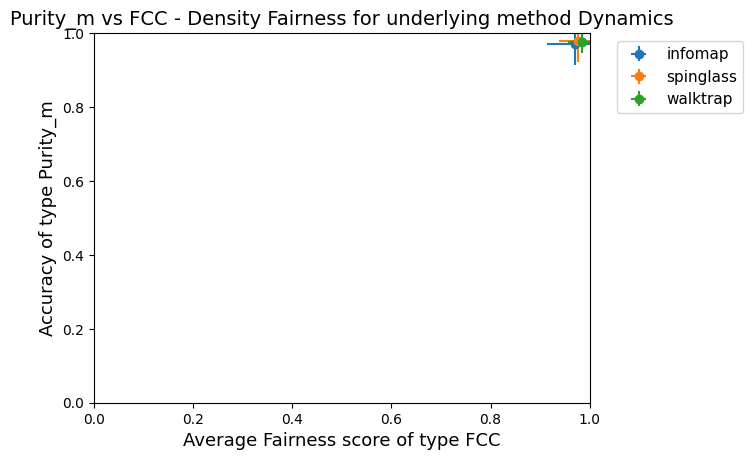 Purity_m vs FCC - Density Fairness for underlying method Dynamics
1.0
0.8
0.6
0.4
0.2
0.0
Accuracy of type Purity_m
0.0 0.2 0.4 0.6 0.8 1.0
Average Fairness score of type FCC
infomap
spinglass
walktrap